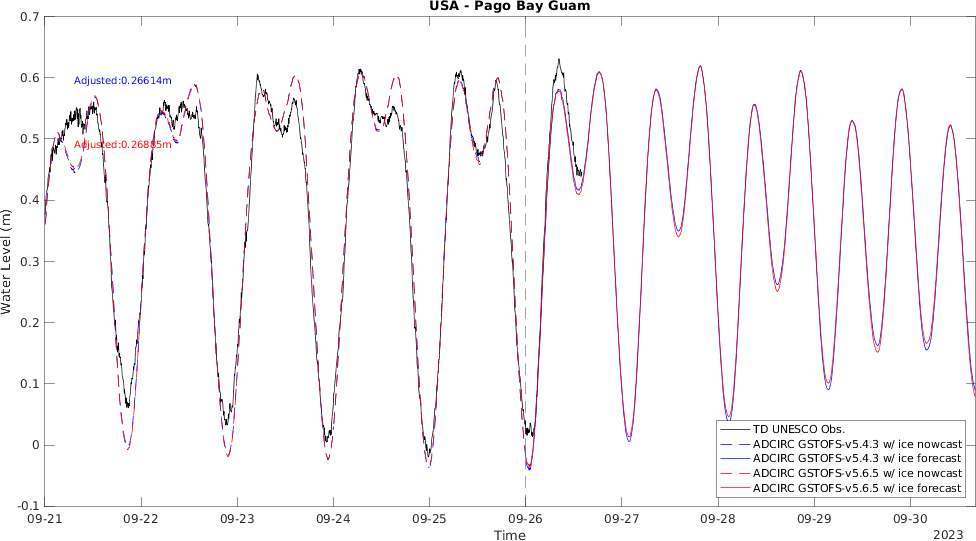 USA - Pago Bay Guam
0.7
0.6
0.5
0.4
0.3
0.2
0.1
0
-0.1
Water Level (m)
Adjusted:0.26614m
Adjusted:0.26885m
TD UNESCO Obs.
ADCIRC GSTOFS-v5.4.3 w/ ice nowcast
ADCIRC GSTOFS-v5.4.3 w/ ice forecast
ADCIRC GSTOFS-v5.6.5 w/ ice nowcast
ADCIRC GSTOFS-v5.6.5 w/ ice forecast
09-21 09-22 09-23 09-24 09-25 09-26 09-27 09-28 09-29 09-30
Time
2023